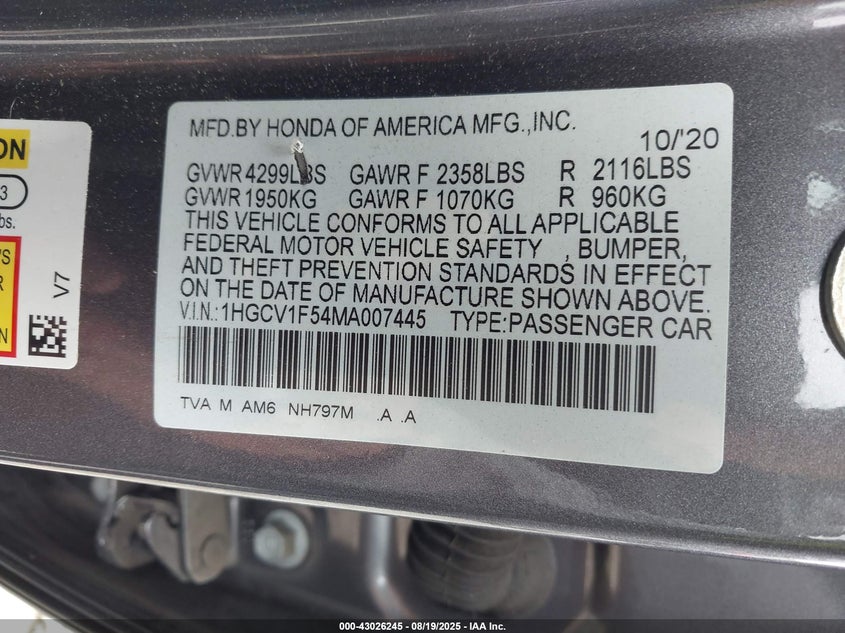 ON
3
bs.
'S
R
N
V7
MFD.BY HONDA OF AMERICA MFG.,INC.
10/'20
GVWR 4299LBS GAWR F 2358LBS R 2116LBS
GVWR 1950KG GAWR F 1070KG R 960KG
THIS VEHICLE CONFORMS TO ALL APPLICABLE
FEDERAL MOTOR VEHICLE SAFETY , BUMPER,
AND THEFT PREVENTION STANDARDS IN EFFECT
ON THE DATE OF MANUFACTURE SHOWN ABOVE.
V.I.N.:1HGCV1F54MA007445 TYPE:PASSENGER CAR
TVA M AM6 NH797M .A .A
000-43026245 - 08/19/2025 - IAA Inc.